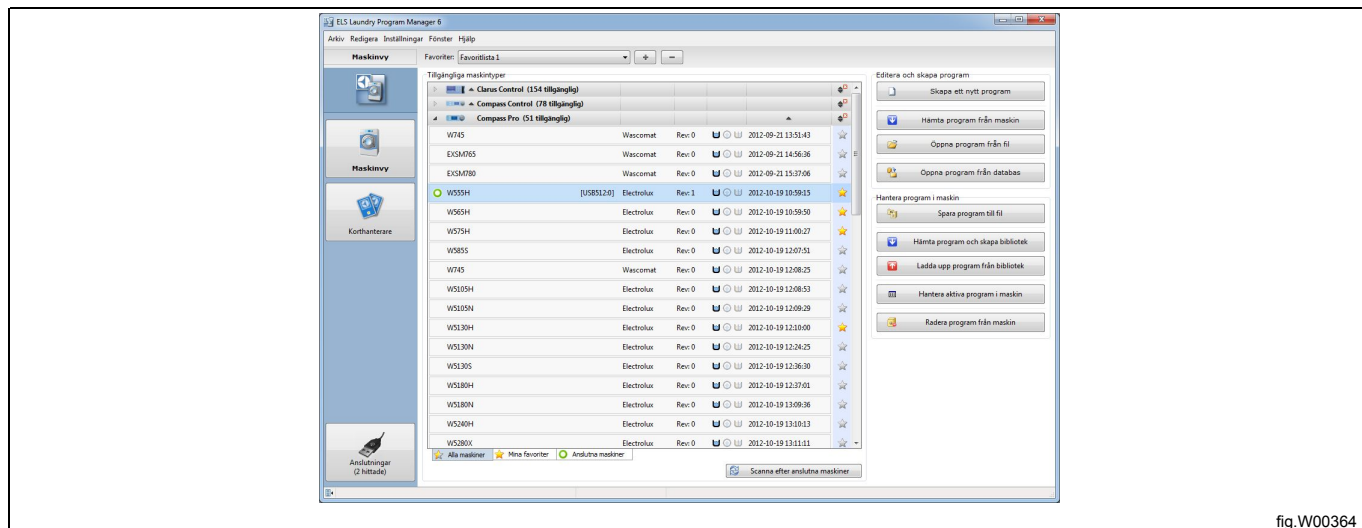 ELS Laundry Program Manager 6
Arkiv Redigera Inställningar Fönster Hjälp
Maskinvy
Favoriter: Favoritlista 1
Maskinvy
Korthanterare
Anslutningar
(2 hittade)
Tillgängliga maskintyper
Clarus Control (154 tillgänglig)
Compass Control (78 tillgänglig)
Compass Pro (51 tillgänglig)
W745 Wascomat Rev: 0 2012-09-21 13:51:43
EXSM765 Wascomat Rev: 0 2012-09-21 14:56:36
EXSM780 Wascomat Rev: 0 2012-09-21 15:37:06
W555H [USB512:0] Electrolux Rev: 1 2012-10-19 10:59:15
W565H Electrolux Rev: 0 2012-10-19 10:59:50
W575H Electrolux Rev: 0 2012-10-19 11:00:27
W585S Electrolux Rev: 0 2012-10-19 12:07:51
W745 Wascomat Rev: 0 2012-10-19 12:08:25
W5105H Electrolux Rev: 0 2012-10-19 12:08:53
W5105N Electrolux Rev: 0 2012-10-19 12:09:29
W5130H Electrolux Rev: 0 2012-10-19 12:10:00
W5130N Electrolux Rev: 0 2012-10-19 12:24:25
W5130S Electrolux Rev: 0 2012-10-19 12:36:30
W5180H Electrolux Rev: 0 2012-10-19 12:37:01
W5180N Electrolux Rev: 0 2012-10-19 13:09:36
W5240H Electrolux Rev: 0 2012-10-19 13:10:13
W5280X Electrolux Rev: 0 2012-10-19 13:11:11
Alla maskiner Mina favoriter Anslutna maskiner
Scanna efter anslutna maskiner
Editera och skapa program
Skapa ett nytt program
Hämta program från maskin
Öppna program från fil
Öppna program från databas
Hantera program i maskin
Spara program till fil
Hämta program och skapa bibliotek
Ladda upp program från bibliotek
Hantera aktiva program i maskin
Radera program från maskin
fig.W00364